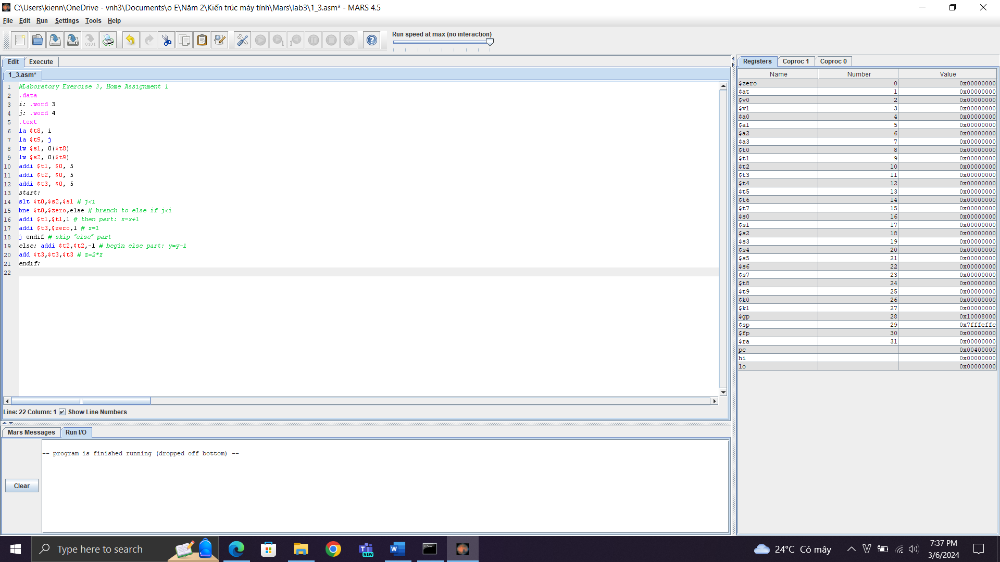 C:\Users\kienn\OneDrive - vnh3\Documents\o E\Năm 2\Kiến trúc máy tính\Mars\lab3\1_3.asm* - MARS 4.5
File Edit Run Settings Tools Help
Run speed at max (no interaction)
Edit Execute
1_3.asm*
1 #Laboratory Exercise 3, Home Assignment 1
2 .data
3 i: .word 3
4 j: .word 4
5 .text
6 la $t8, i
7 la $t9, j
8 lw $s1, 0($t8)
9 lw $s2, 0($t9)
10 addi $t1, $0, 5
11 addi $t2, $0, 5
12 addi $t3, $0, 5
13 start:
14 slt $t0,$s2,$s1 # j<i
15 bne $t0,$zero,else # branch to else if j<i
16 addi $t1,$t1,1 # then part: x=x+1
17 addi $t3,$zero,1 # z=1
18 j endif # skip “else” part
19 else: addi $t2,$t2,-1 # begin else part: y=y-1
20 add $t3,$t3,$t3 # z=2*z
21 endif:
22
Line: 22 Column: 1 Show Line Numbers
Mars Messages Run I/O
-- program is finished running (dropped off bottom) --
Clear
Registers Coproc 1 Coproc 0
Name Number Value
$zero 0 0x00000000
$at 1 0x00000000
$v0 2 0x00000000
$v1 3 0x00000000
$a0 4 0x00000000
$a1 5 0x00000000
$a2 6 0x00000000
$a3 7 0x00000000
$t0 8 0x00000000
$t1 9 0x00000000
$t2 10 0x00000000
$t3 11 0x00000000
$t4 12 0x00000000
$t5 13 0x00000000
$t6 14 0x00000000
$t7 15 0x00000000
$s0 16 0x00000000
$s1 17 0x00000000
$s2 18 0x00000000
$s3 19 0x00000000
$s4 20 0x00000000
$s5 21 0x00000000
$s6 22 0x00000000
$s7 23 0x00000000
$t8 24 0x00000000
$t9 25 0x00000000
$k0 26 0x00000000
$k1 27 0x00000000
$gp 28 0x10008000
$sp 29 0x7fffeffc
$fp 30 0x00000000
$ra 31 0x00000000
pc 0x00400000
hi 0x00000000
lo 0x00000000
Type here to search
NEW
24°C Có mây
7:37 PM
3/6/2024